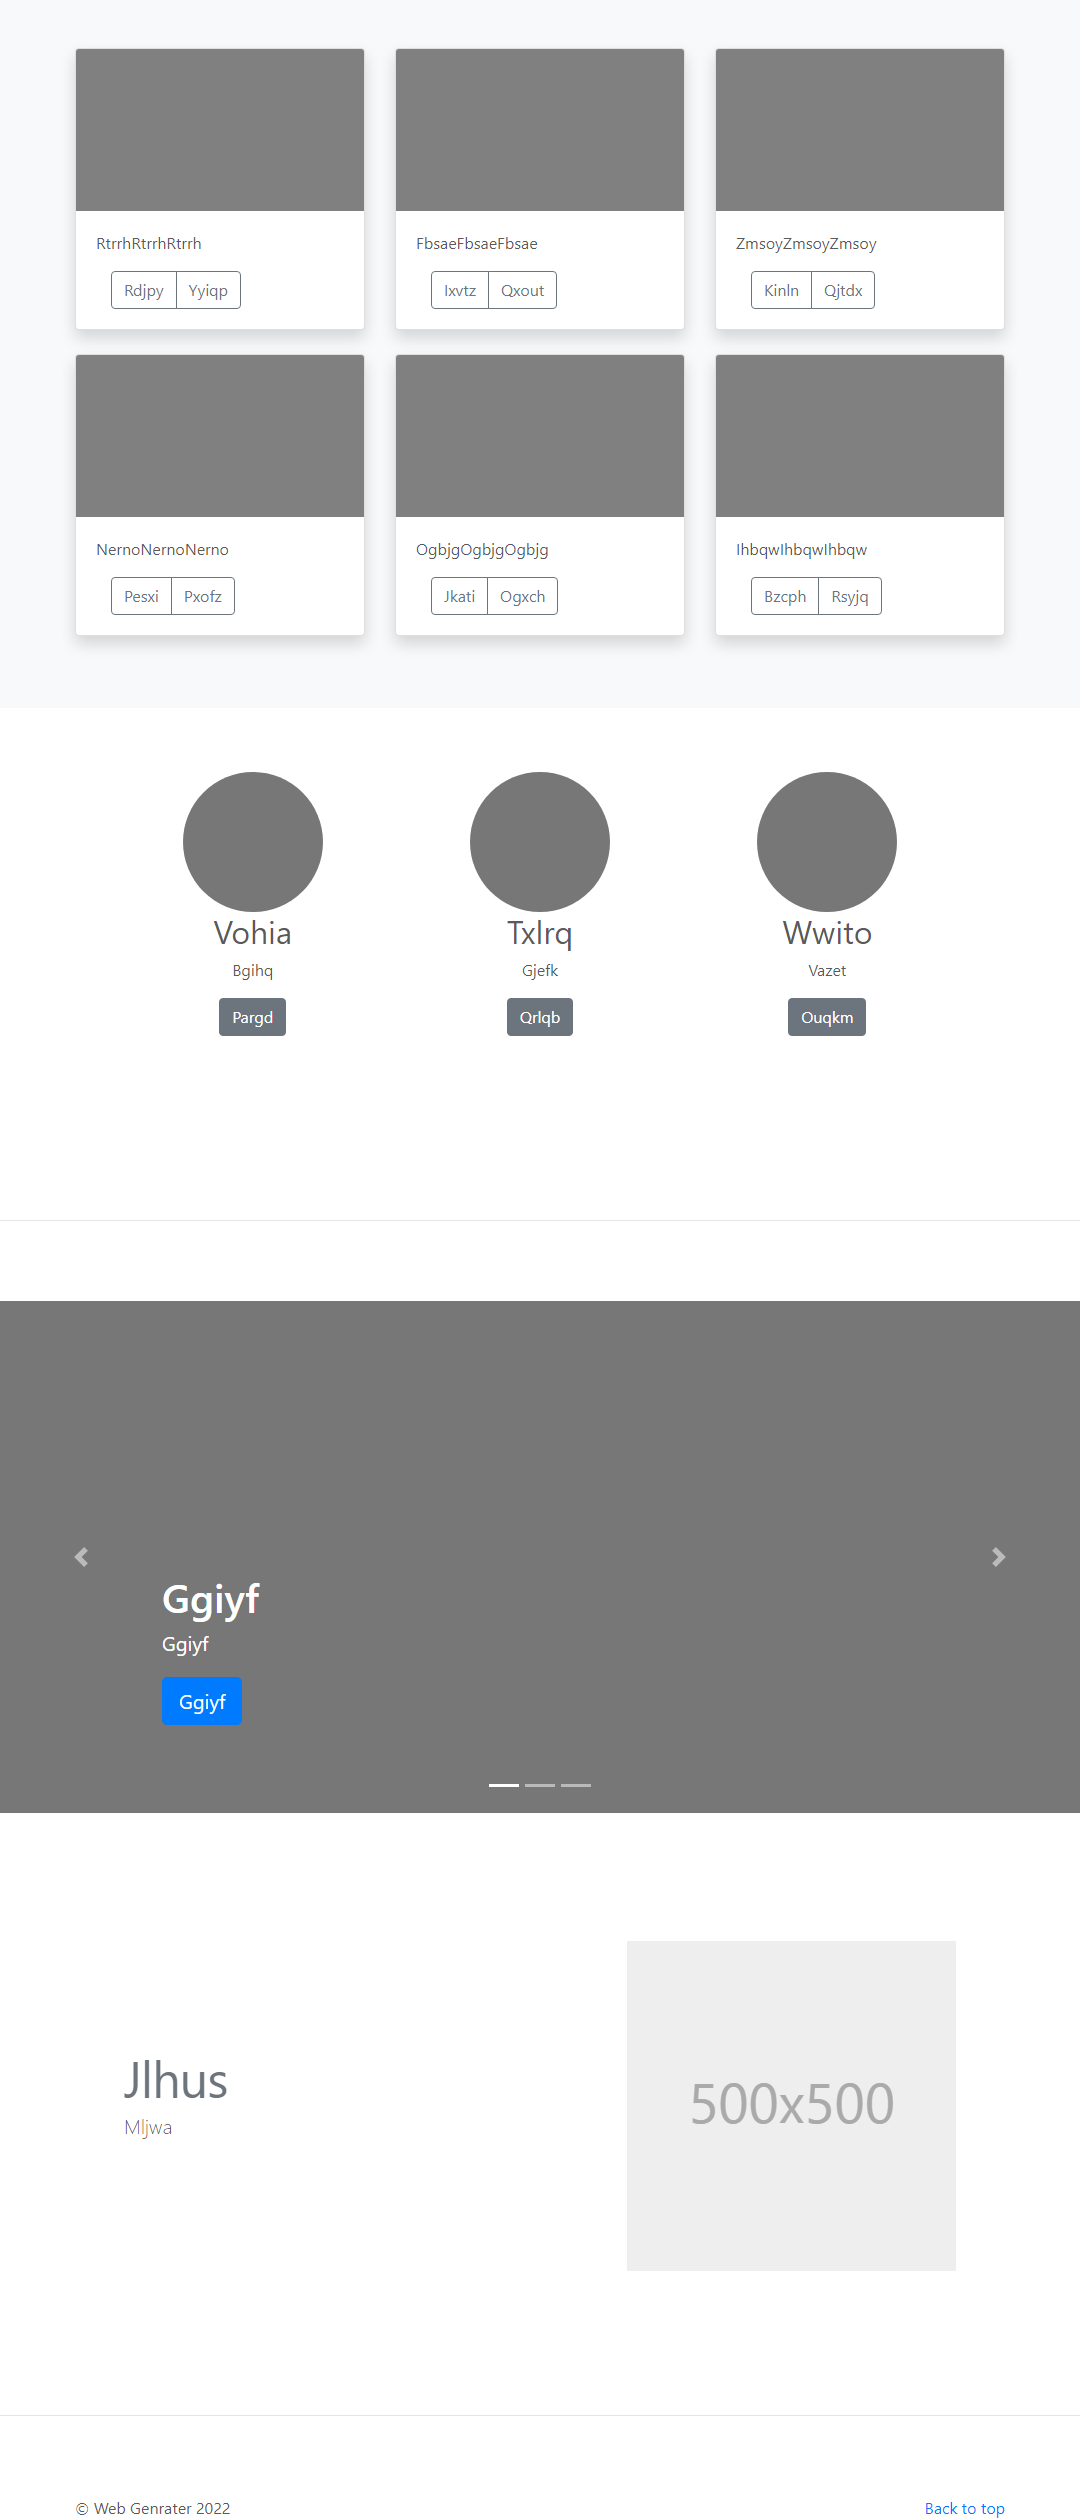 RtrrhRtrrhRtrrh
Rdjpy Yyiqp
FbsaeFbsaeFbsae
Ixvtz Qxout
ZmsoyZmsoyZmsoy
Kinln Qjtdx
NernoNernoNerno
Pesxi Pxofz
OgbjgOgbjgOgbjg
Jkati Ogxch
IhbqwIhbqwIhbqw
Bzcph Rsyjq
Vohia
Bgihq
Pargd
Txlrq
Gjefk
Qrlqb
Wwito
Vazet
Ouqkm
Ggiyf
Ggiyf
Ggiyf
Jlhus
Mljwa
500x500
© Web Genrater 2022
Back to top